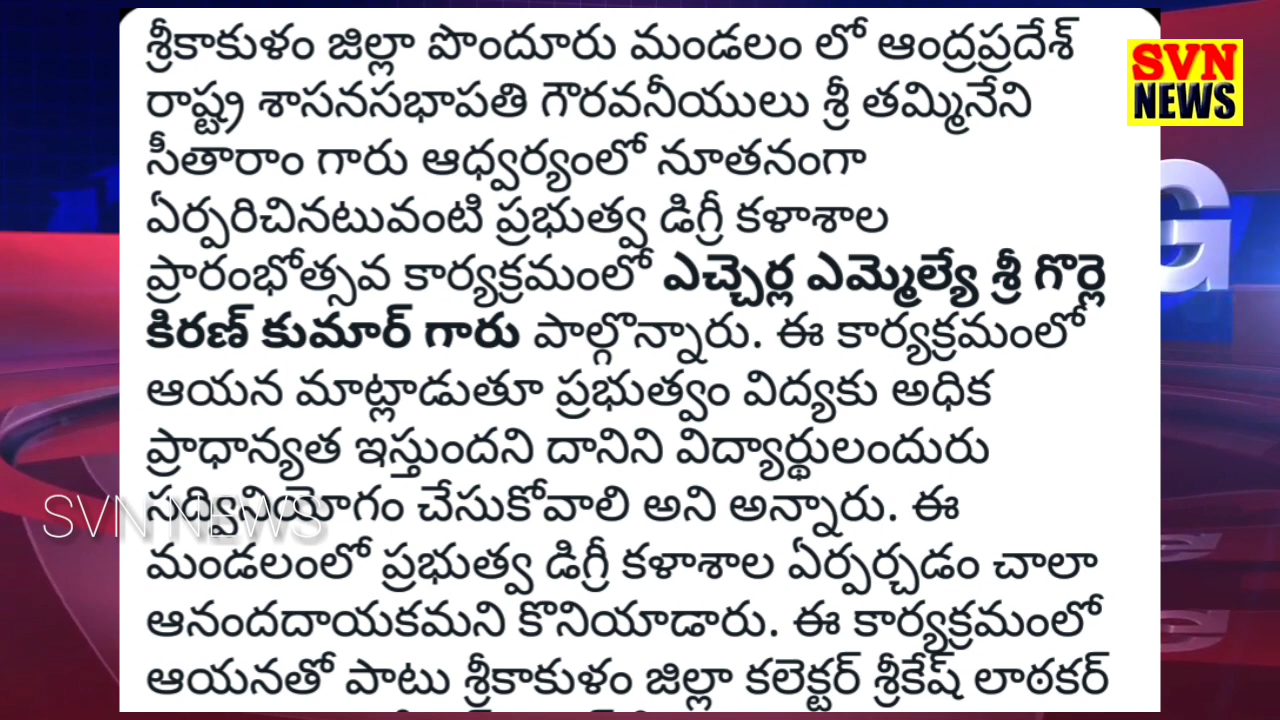 శ్రీకాకుళం జిల్లా పొందూరు మండలం లో ఆంద్రప్రదేశ్
రాష్ట్ర శాసనసభాపతి గౌరవనీయులు శ్రీ తమ్మినేని
సీతారాం గారు ఆధ్వర్యంలో నూతనంగా
ఏర్పరిచినటువంటి ప్రభుత్వ డిగ్రీ కళాశాల
ప్రారంభోత్సవ కార్యక్రమంలో ఎచ్చెర్ల ఎమ్మెల్యే శ్రీ గొర్లె
కిరణ్ కుమార్ గారు పాల్గొన్నారు. ఈ కార్యక్రమంలో
ఆయన మాట్లాడుతూ ప్రభుత్వం విద్యకు అధిక
ప్రాధాన్యత ఇస్తుందని దానిని విద్యార్థులందురు
సద్వినియోగం చేసుకోవాలి అని అన్నారు. ఈ
మండలంలో ప్రభుత్వ డిగ్రీ కళాశాల ఏర్పర్చడం చాలా
ఆనందదాయకమని కొనియాడారు. ఈ కార్యక్రమంలో
ఆయనతో పాటు శ్రీకాకుళం జిల్లా కలెక్టర్ శ్రీకేష్ లాఠకర్
SVN
NEWS
G
SVN NEWS